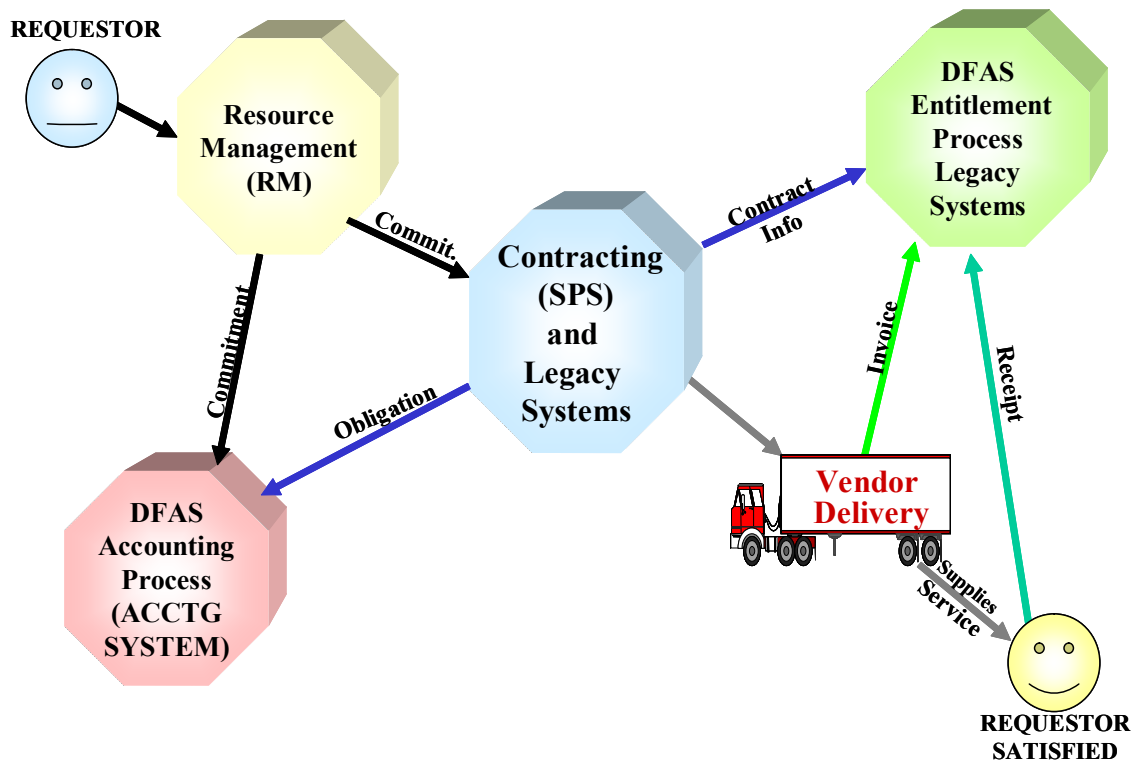 REQUESTOR
Resource
Management
(RM)
DFAS
Entitlement
Process
Legacy
Systems
Commit.
Contract
Info
Contracting
(SPS)
and
Legacy
Systems
Commitment
Obligation
Invoice
Receipt
DFAS
Accounting
Process
(ACCTG
SYSTEM)
Vendor
Delivery
Supplies
Service
REQUESTOR
SATISFIED